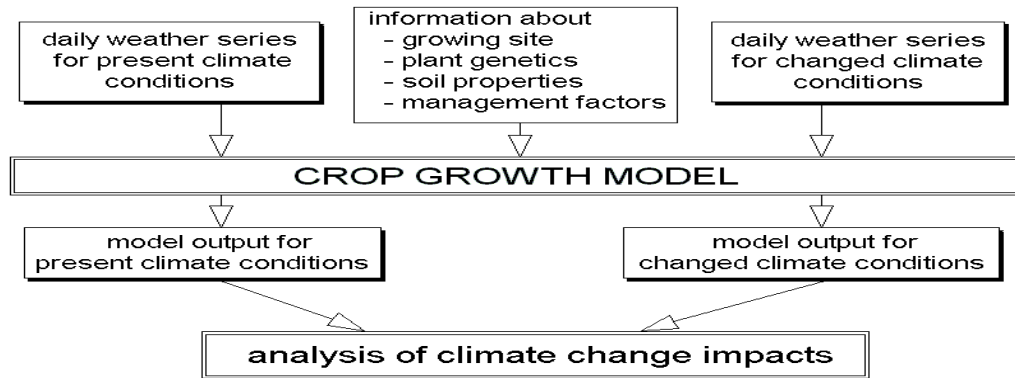 daily weather series
for present climate
conditions
information about
- growing site
- plant genetics
- soil properties
- management factors
daily weather series
for changed climate
conditions
CROP GROWTH MODEL
model output for
present climate conditions
model output for
changed climate conditions
analysis of climate change impacts